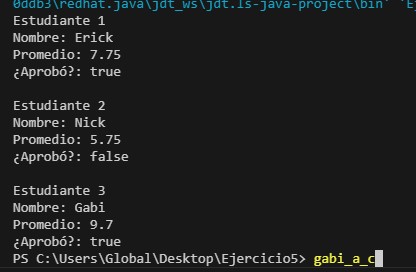 0ddb3\redhat.java\jdt_ws\jdt.ls-java-project\bin' 'Ej
Estudiante 1
Nombre: Erick
Promedio: 7.75
¿Aprobó?: true
Estudiante 2
Nombre: Nick
Promedio: 5.75
¿Aprobó?: false
Estudiante 3
Nombre: Gabi
Promedio: 9.7
¿Aprobó?: true
PS C:\Users\Global\Desktop\Ejercicio5> gabi_a_c